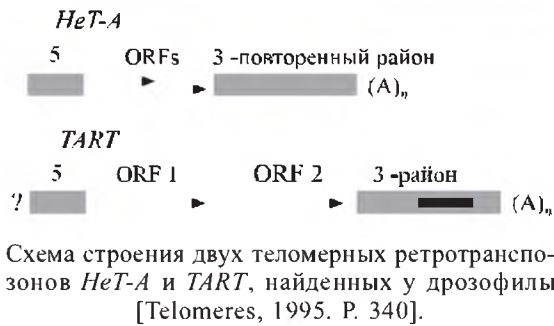 HeT-A
5 ORFs 3 -повторенный район
(A)n
TART
5 ORF 1 ORF 2 3 -район
? (A)n
Схема строения двух теломерных ретротранспо-
зонов HeT-A и TART, найденных у дрозофилы
[Telomeres, 1995. P. 340].